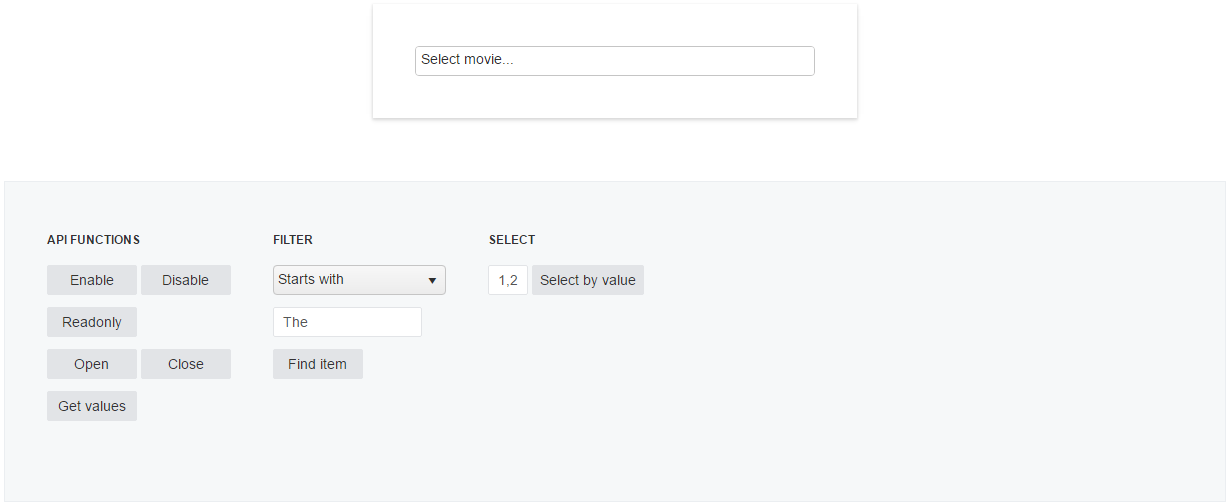 Select movie...
API FUNCTIONS
Enable Disable
Readonly
Open Close
Get values
FILTER
Starts with
The
Find item
SELECT
1,2 Select by value